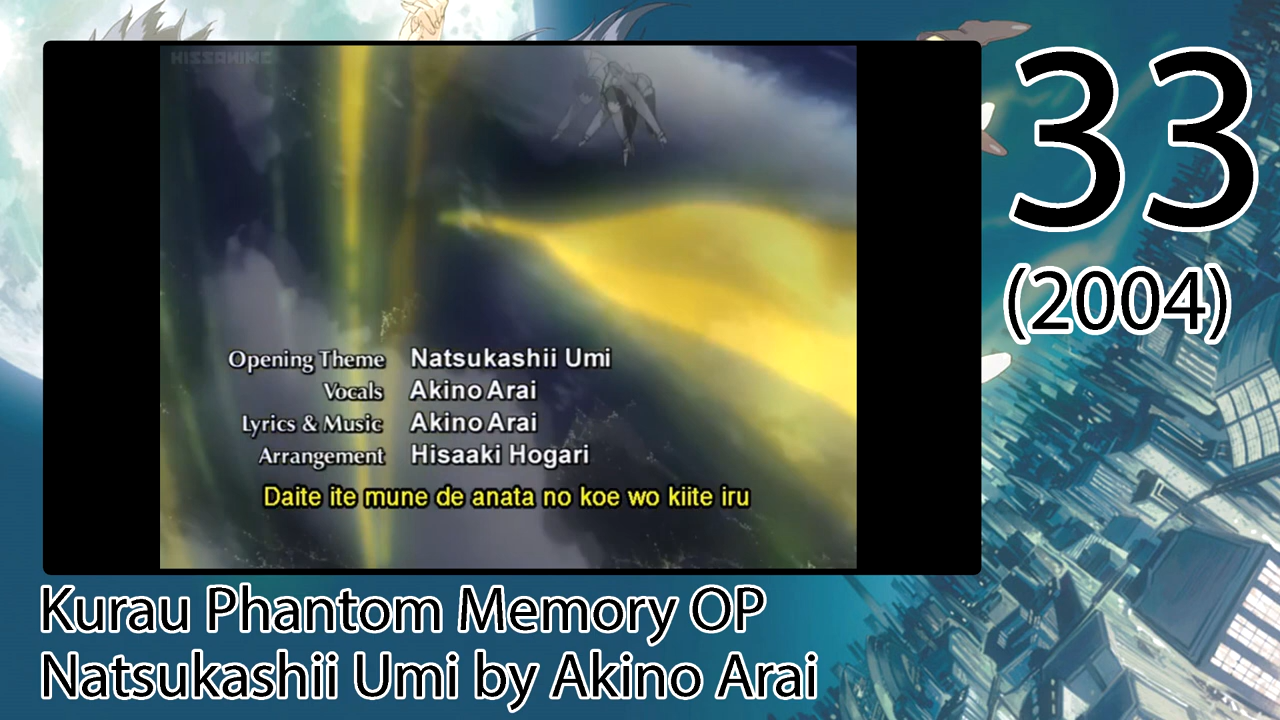 KISSANIME
33
(2004)
Opening Theme Natsukashii Umi
Vocals Akino Arai
Lyrics & Music Akino Arai
Arrangement Hisaaki Hogari
Daite ite mune de anata no koe wo kiite iru
Kurau Phantom Memory OP
Natsukashii Umi by Akino Arai